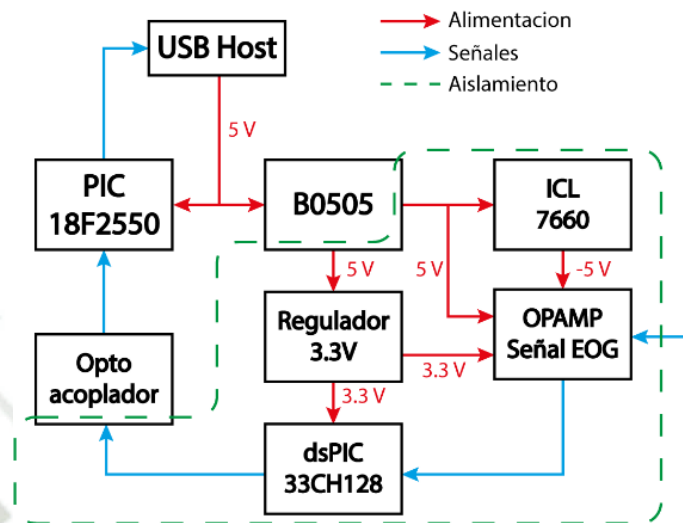 Alimentacion
USB Host
Señales
Aislamiento
5 V
PIC
18F2550
B0505
ICL
7660
5 V
5 V
-5 V
Regulador
3.3V
OPAMP
Señal EOG
Opto
acoplador
3.3 V
3.3 V
dsPIC
33CH128